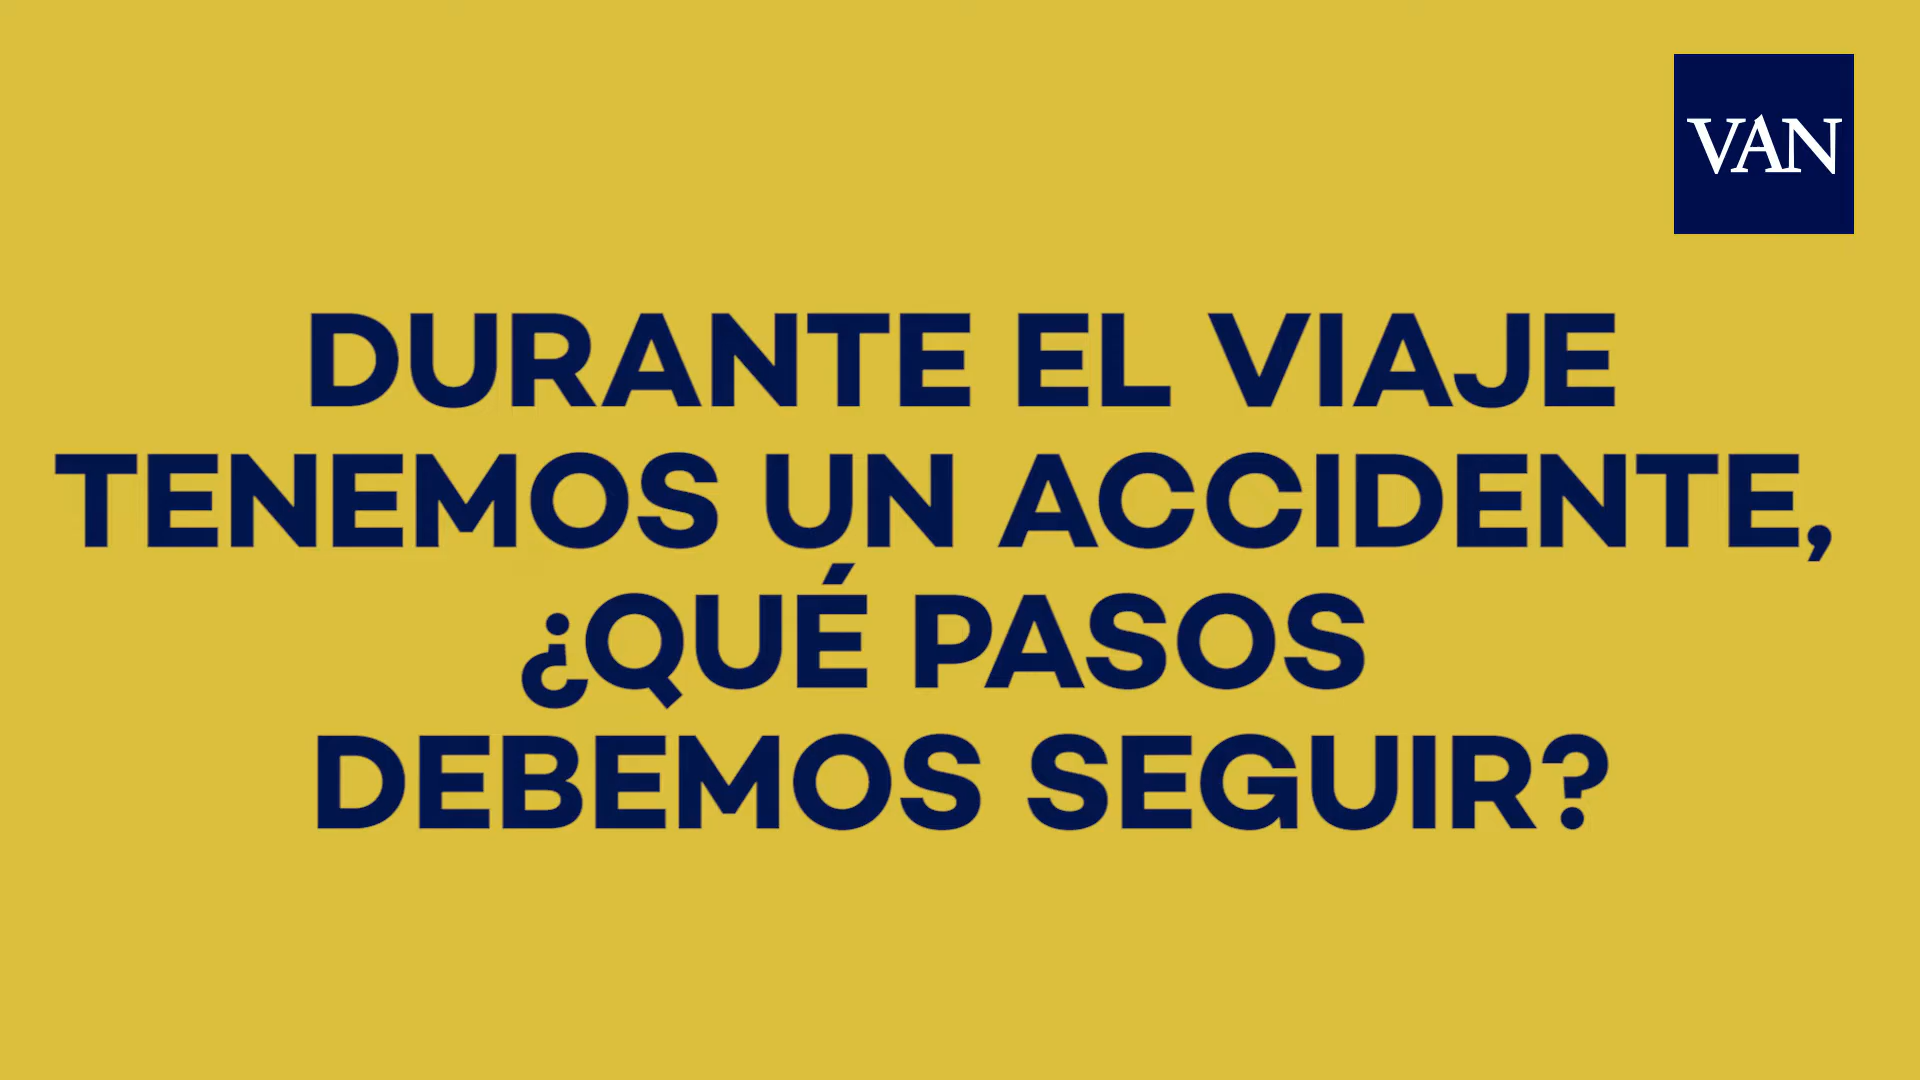 VAN
DURANTE EL VIAJE
TENEMOS UN ACCIDENTE,
¿QUÉ PASOS
DEBEMOS SEGUIR?